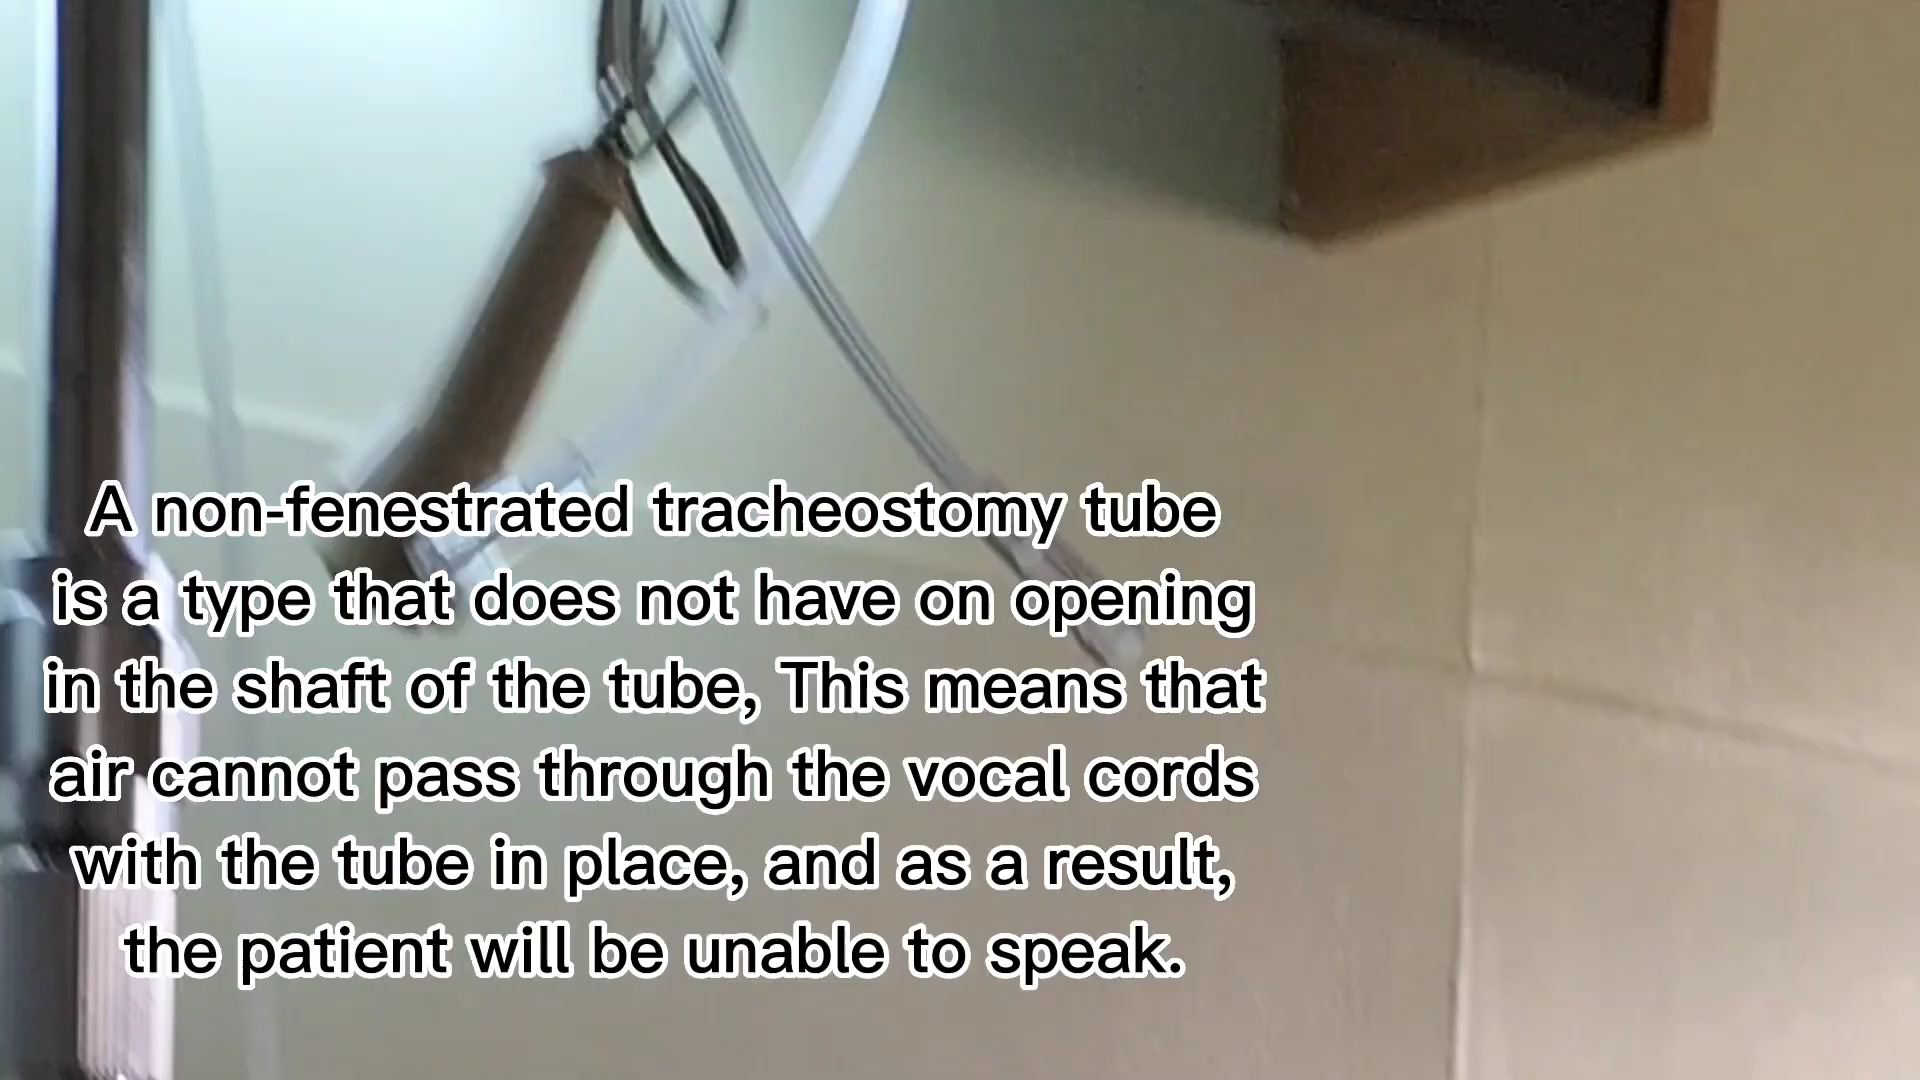 A non-fenestrated tracheostomy tube
is a type that does not have on opening
in the shaft of the tube, This means that
air cannot pass through the vocal cords
with the tube in place, and as a result,
the patient will be unable to speak.